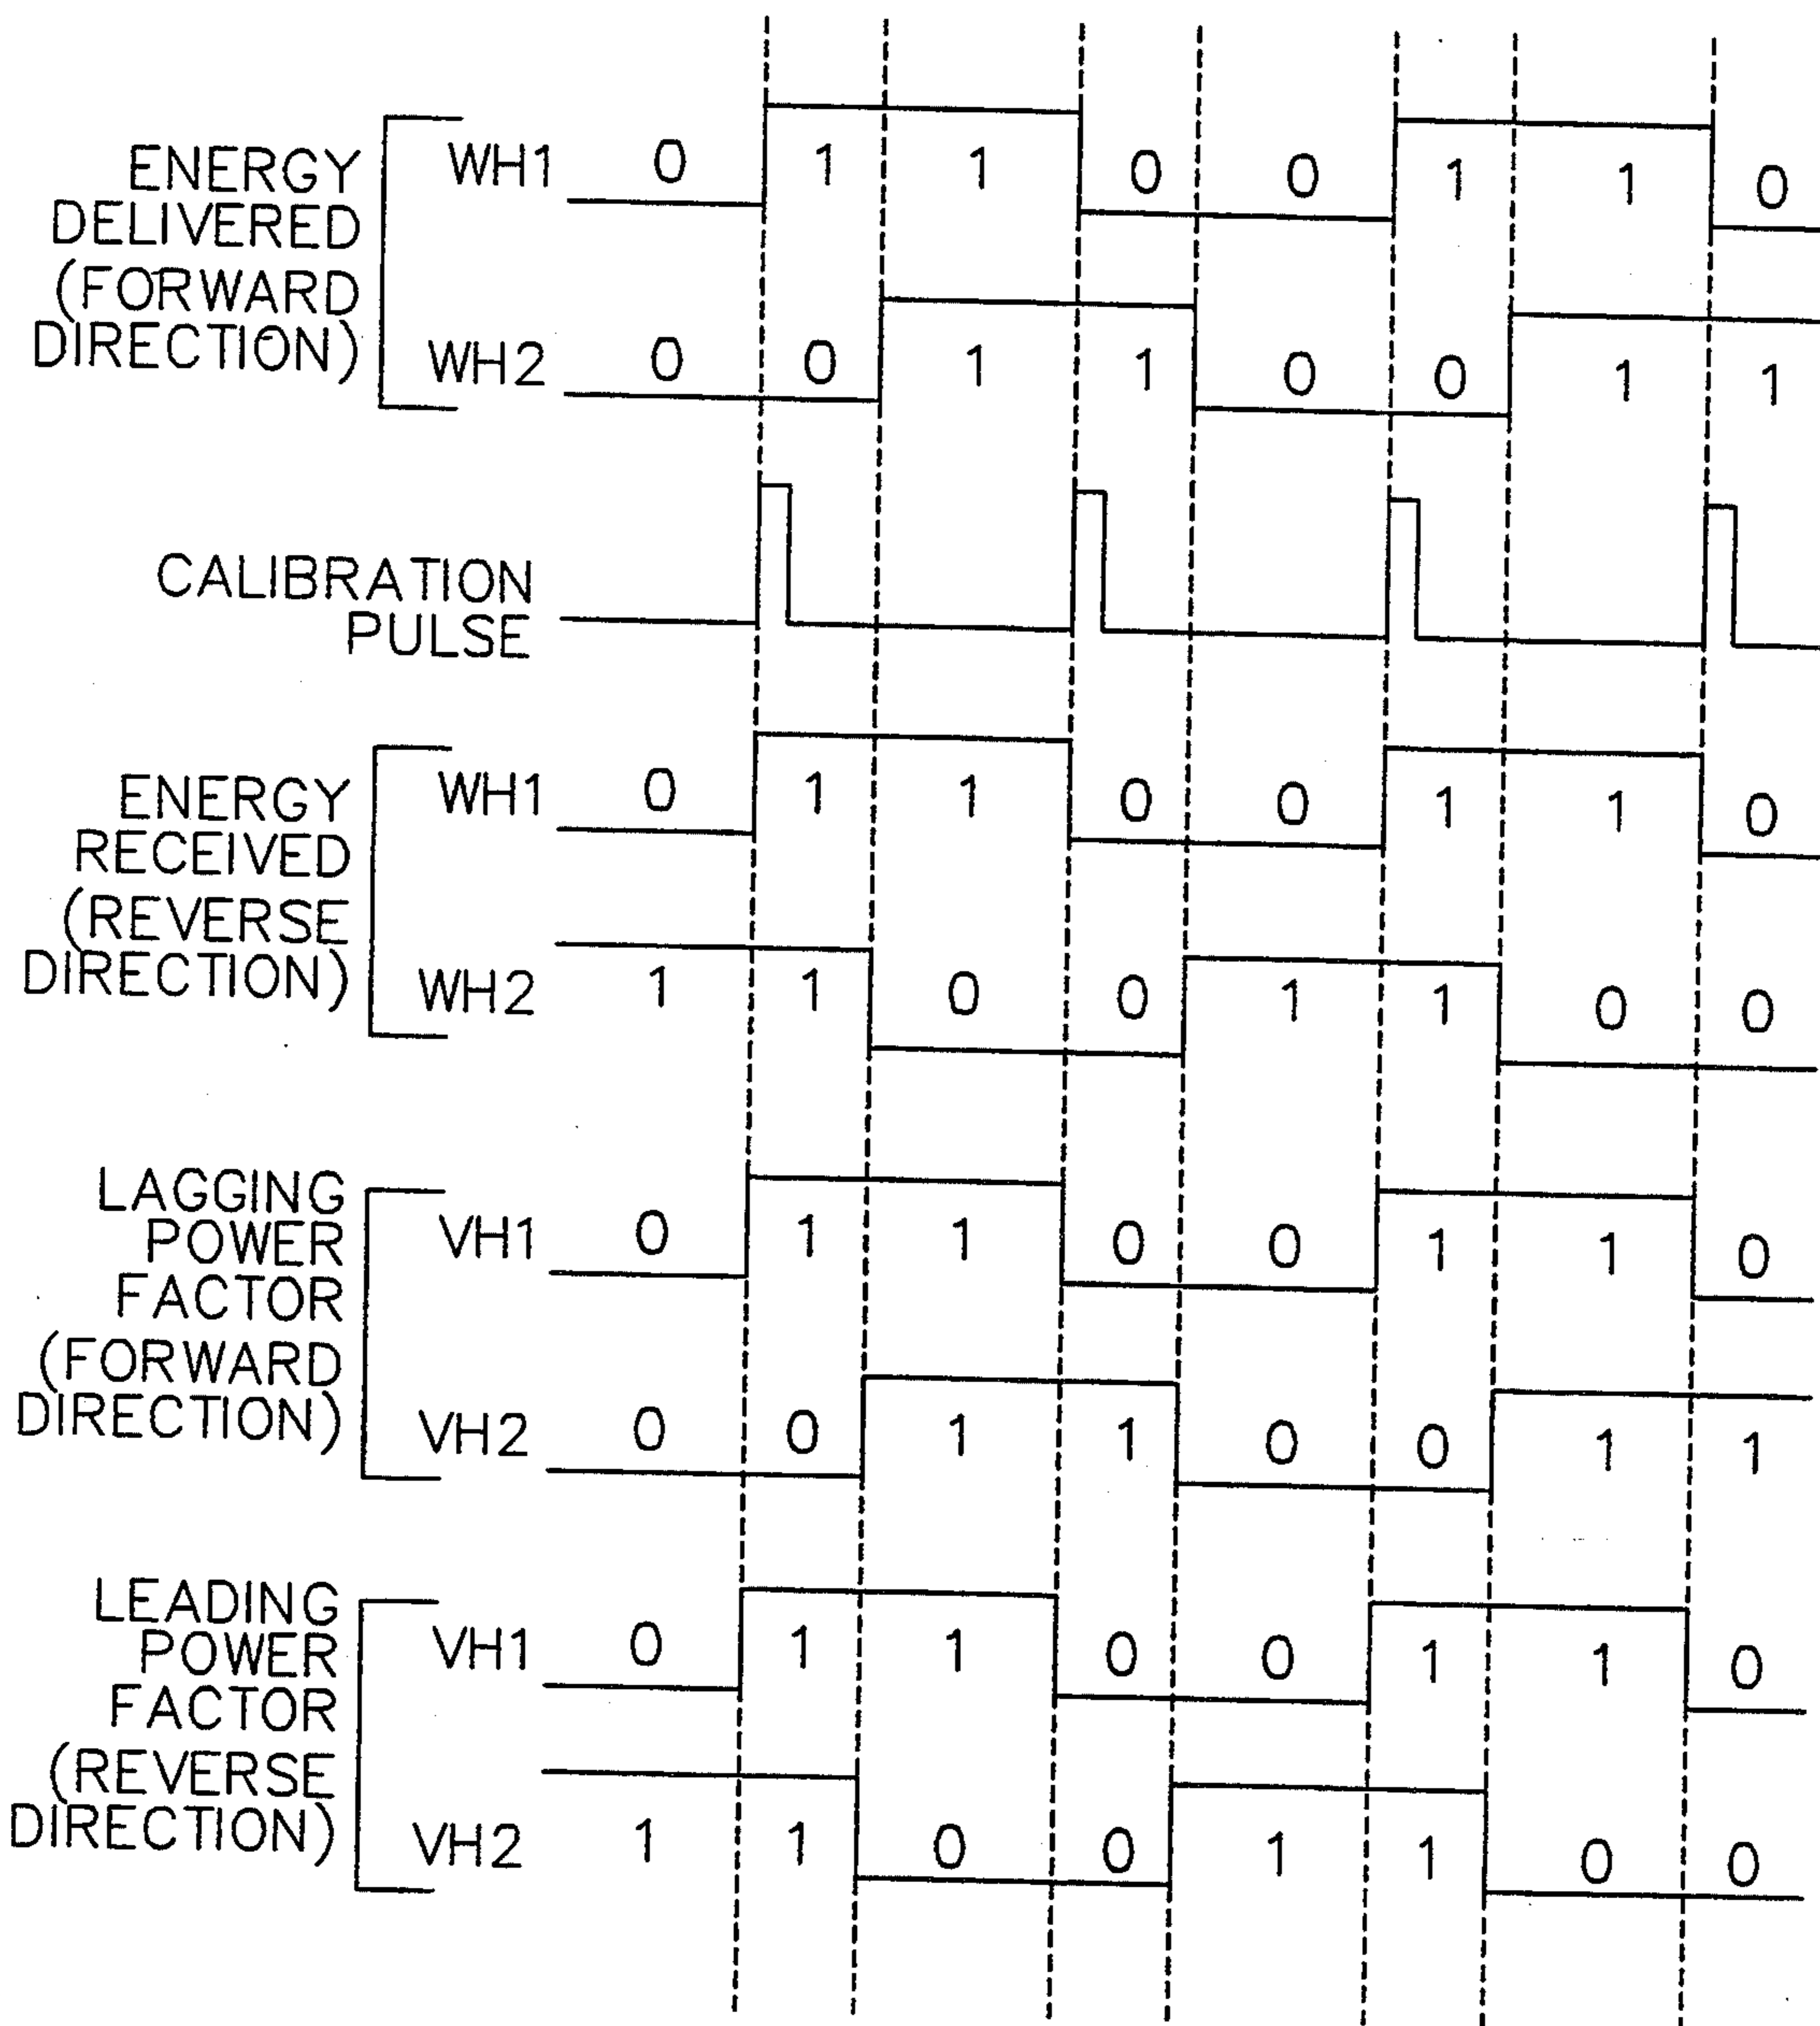 ENERGY
DELIVERED
(FORWARD
DIRECTION)
WH1 0 1 1 0 0 1 1 0
WH2 0 0 1 1 0 0 1 1
CALIBRATION
PULSE
ENERGY
RECEIVED
(REVERSE
DIRECTION)
WH1 0 1 1 0 0 1 1 0
WH2 1 1 0 0 1 1 0 0
LAGGING
POWER
FACTOR
(FORWARD
DIRECTION)
VH1 0 1 1 0 0 1 1 0
VH2 0 0 1 1 0 0 1 1
LEADING
POWER
FACTOR
(REVERSE
DIRECTION)
VH1 0 1 1 0 0 1 1 0
VH2 1 1 0 0 1 1 0 0